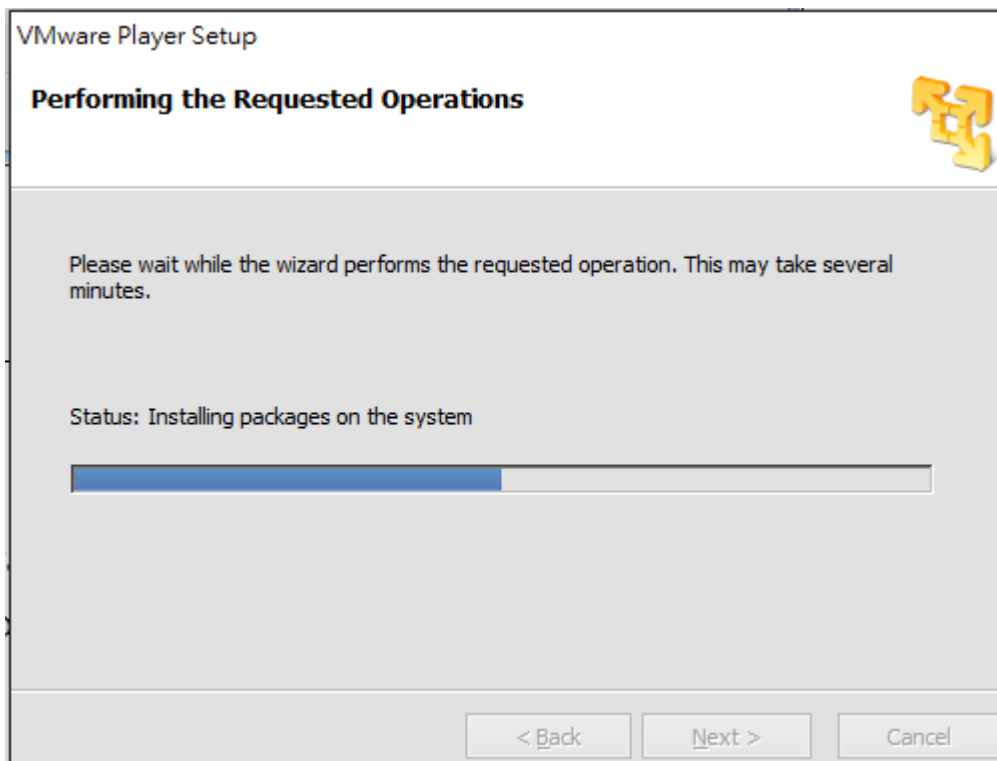 VMware Player Setup
Performing the Requested Operations
Please wait while the wizard performs the requested operation. This may take several
minutes.
Status: Installing packages on the system
< Back
Next >
Cancel